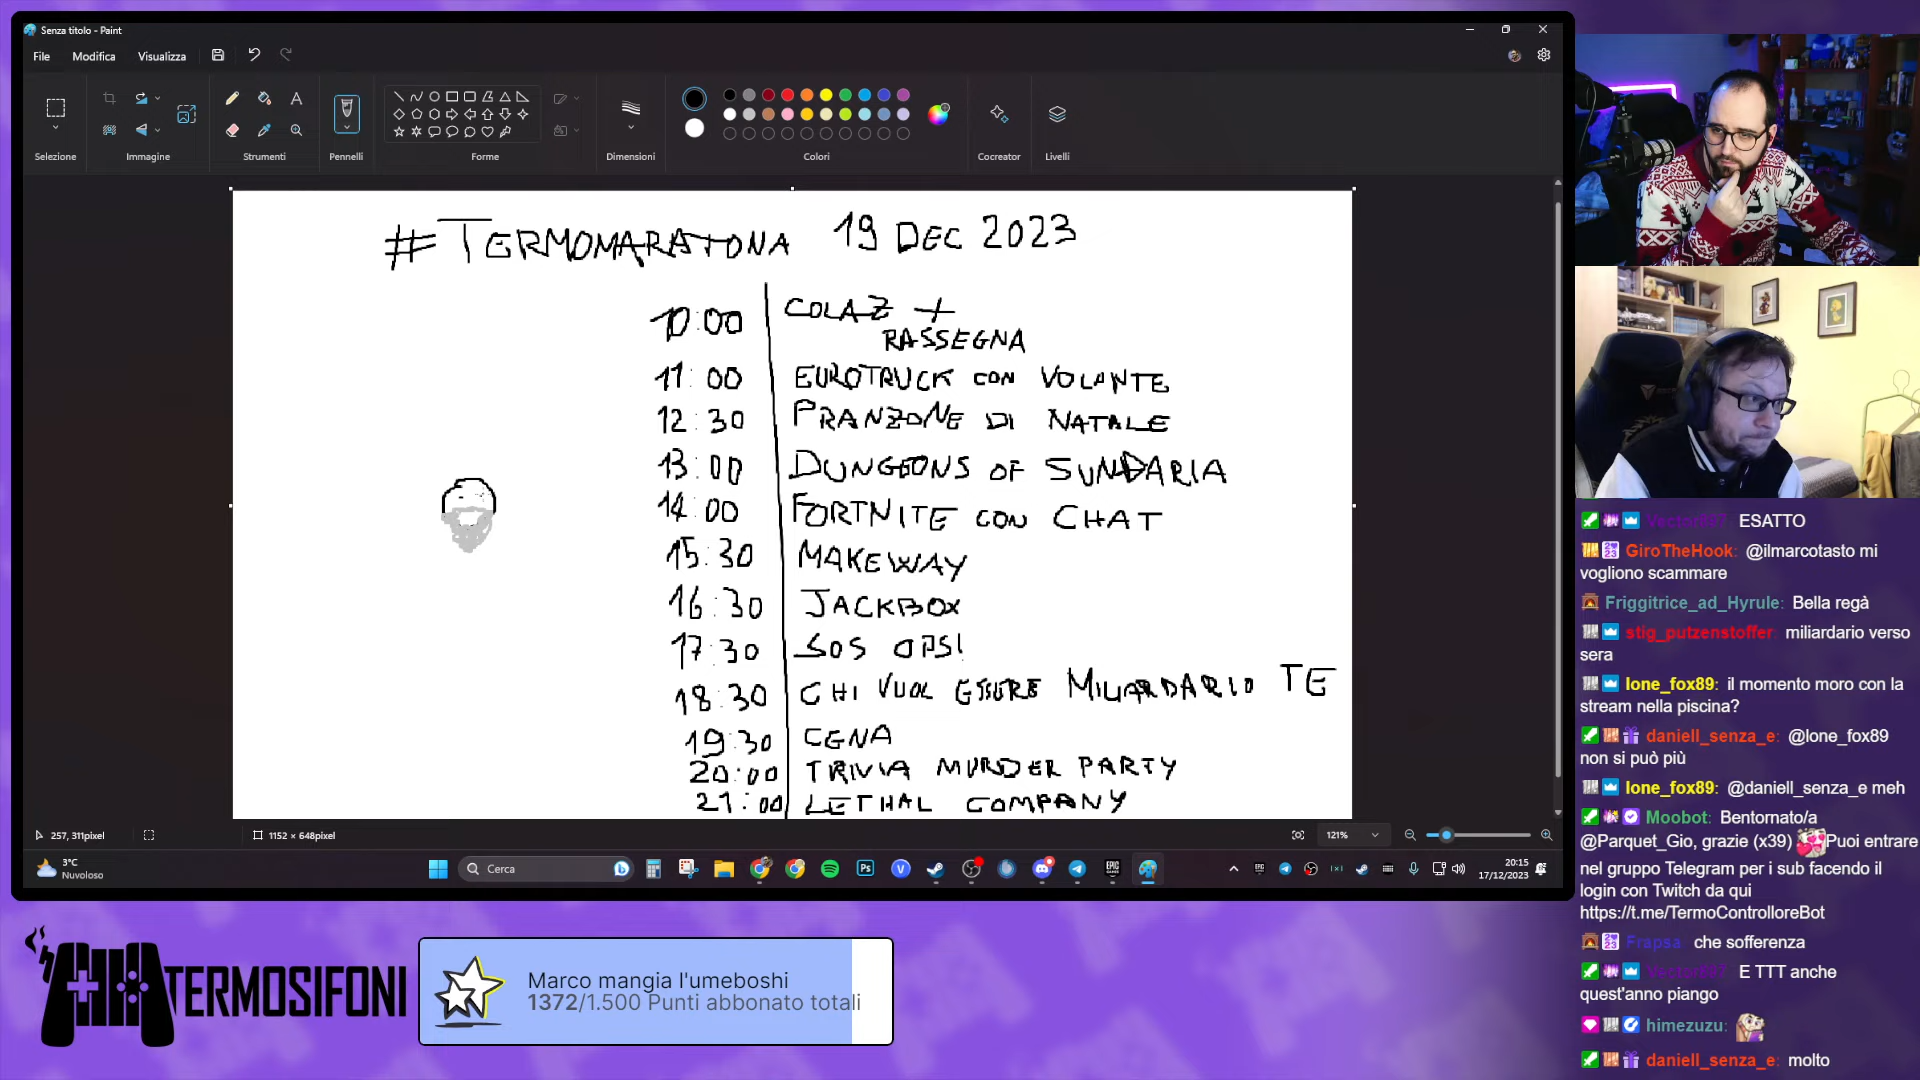 Senza titolo - Paint
File Modifica Visualizza
Selezione Immagine Strumenti Pennelli Forme Dimensioni Colori Cocreator Livelli
#TERMOMARATONA 19 DEC 2023
10:00 COLAZ +
RASSEGNA
11:00 EUROTRUCK CON VOLANTE
12:30 PRANZONE DI NATALE
13:00 DUNGEONS OF SUNDARIA
14:00 FORTNITE CON CHAT
15:30 MAKEWAY
16:30 JACKBOX
17:30 SOS OPS!
18:30 CHI VUOL ESSERE MILIARDARIO TE
19:30 CENA
20:00 TRIVIA MURDER PARTY
21:00 LETHAL COMPANY
257, 311pixel
1152 × 648pixel
121%
3°C
Nuvoloso
Cerca
20:15
17/12/2023
TERMOSIFONI
Marco mangia l'umeboshi
1372/1.500 Punti abbonato totali
ESATTO
GiroTheHook: @ilmarcotasto mi
vogliono scammare
Friggitrice_ad_Hyrule: Bella regà
stig_putzenstoffer: miliardario verso
sera
lone_fox89: il momento moro con la
stream nella piscina?
daniell_senza_e: @lone_fox89
non si può più
lone_fox89: @daniell_senza_e meh
Moobot: Bentornato/a
@Parquet_Gio, grazie (x39) Puoi entrare
nel gruppo Telegram per i sub facendo il
login con Twitch da qui
https://t.me/TermoControlloreBot
Frapsa: che sofferenza
E TTT anche
quest'anno piango
himezuzu:
daniell_senza_e: molto